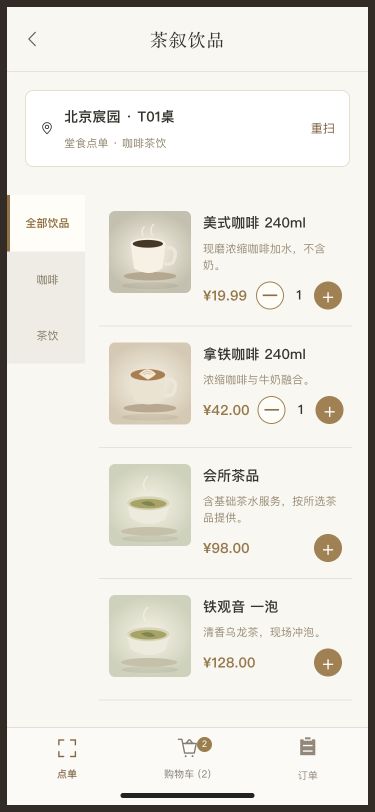 茶叙饮品
北京宸园 · T01桌
堂食点单 · 咖啡茶饮
重扫
全部饮品
咖啡
茶饮
美式咖啡 240ml
现磨浓缩咖啡加水，不含
奶。
¥19.99
1
拿铁咖啡 240ml
浓缩咖啡与牛奶融合。
¥42.00
1
会所茶品
含基础茶水服务，按所选茶
品提供。
¥98.00
铁观音 一泡
清香乌龙茶，现场冲泡。
¥128.00
点单
2
购物车 (2)
订单